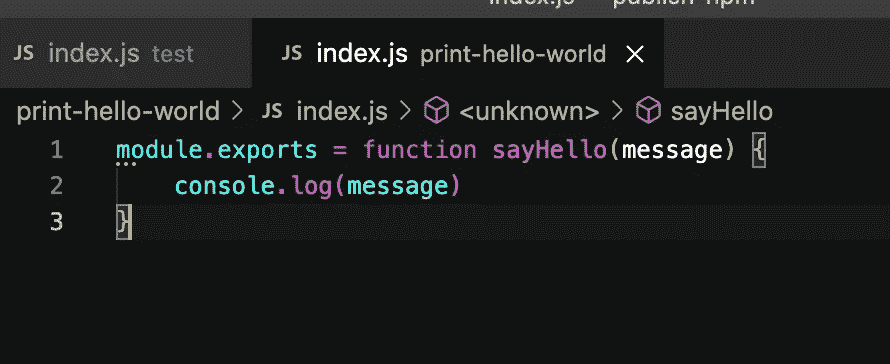 index.js — publish-npm
JS index.js test JS index.js print-hello-world ×
print-hello-world > JS index.js > <unknown> > sayHello
1 module.exports = function sayHello(message) {
2     console.log(message)
3 }